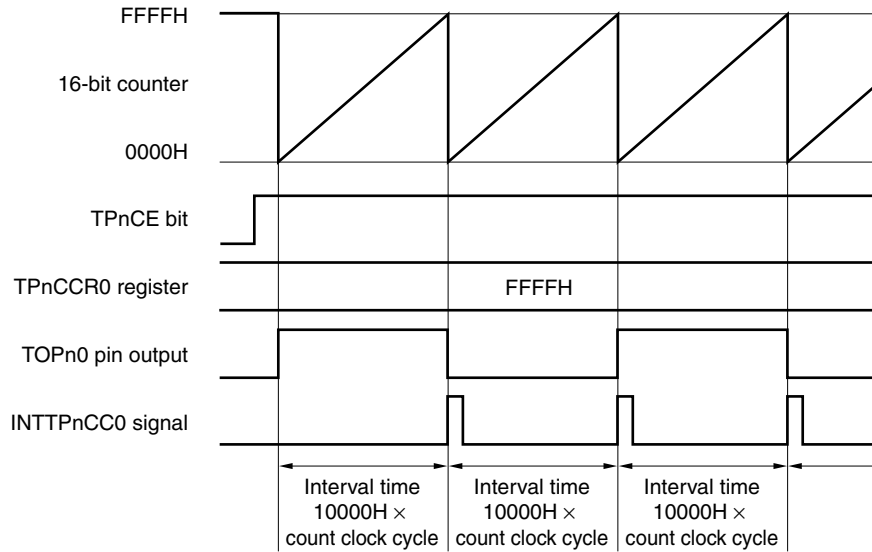 FFFFH
16-bit counter
0000H
TPnCE bit
TPnCCR0 register
FFFFH
TOPn0 pin output
INTTPnCC0 signal
Interval time
10000H ×
count clock cycle
Interval time
10000H ×
count clock cycle
Interval time
10000H ×
count clock cycle